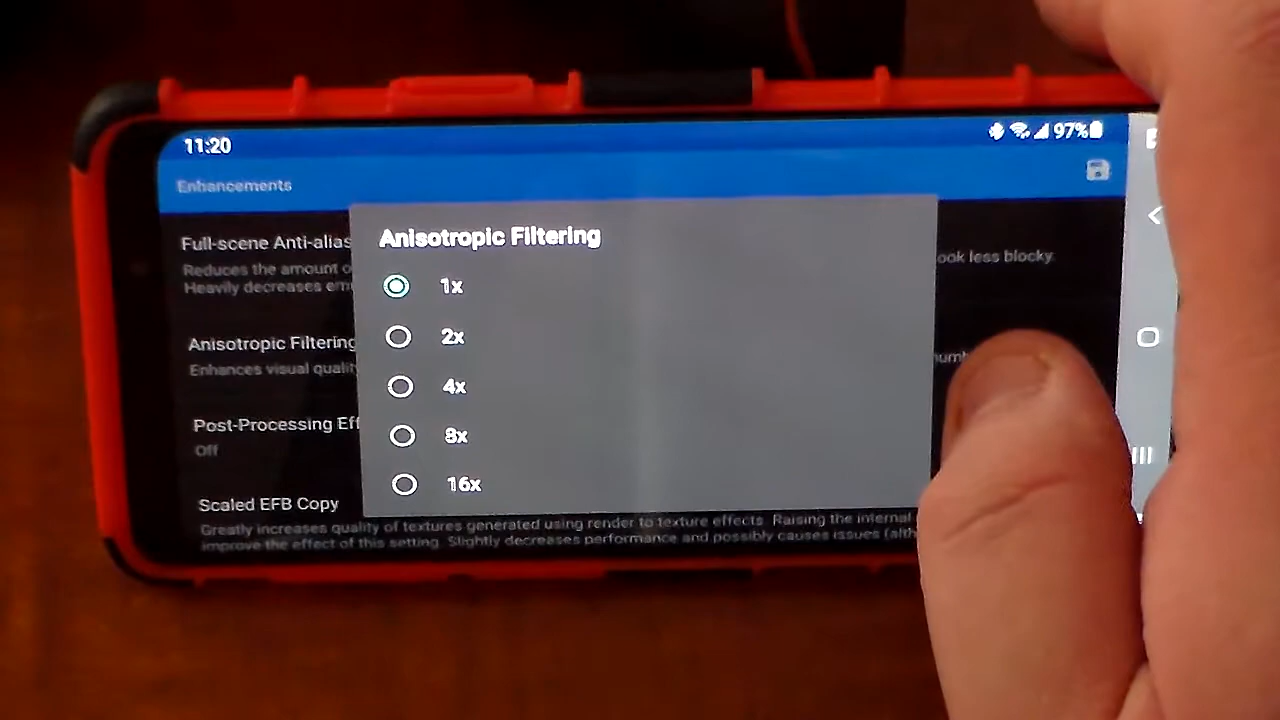 11:20
97%
Enhancements
Full-scene Anti-alias
Reduces the amount o
ook less blocky.
Heavily decreases em
Anisotropic Filtering
Enhances visual quality
Post-Processing Eff
Off
Scaled EFB Copy
Greatly increases quality of textures generated using render to texture effects. Raising the internal
improve the effect of this setting. Slightly decreases performance and possibly causes issues (alth
Anisotropic Filtering
1x
2x
4x
8x
16x